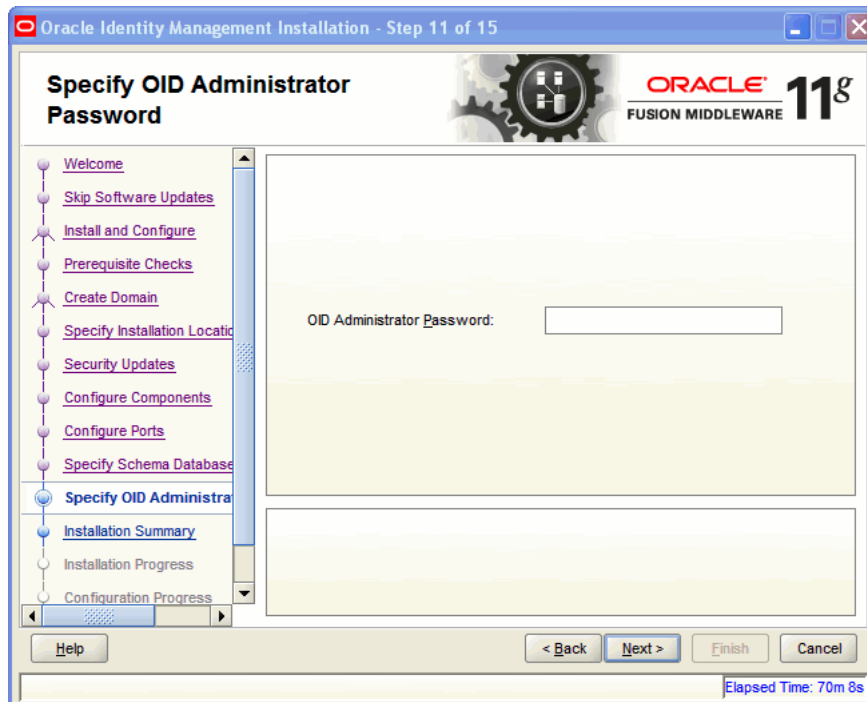 Oracle Identity Management Installation - Step 11 of 15
Specify OID Administrator
Password
ORACLE
FUSION MIDDLEWARE
11g
Welcome
Skip Software Updates
Install and Configure
Prerequisite Checks
Create Domain
Specify Installation Locatio
Security Updates
Configure Components
Configure Ports
Specify Schema Database
Specify OID Administra
Installation Summary
Installation Progress
Configuration Progress
OID Administrator Password:
Help
< Back
Next >
Finish
Cancel
Elapsed Time: 70m 8s